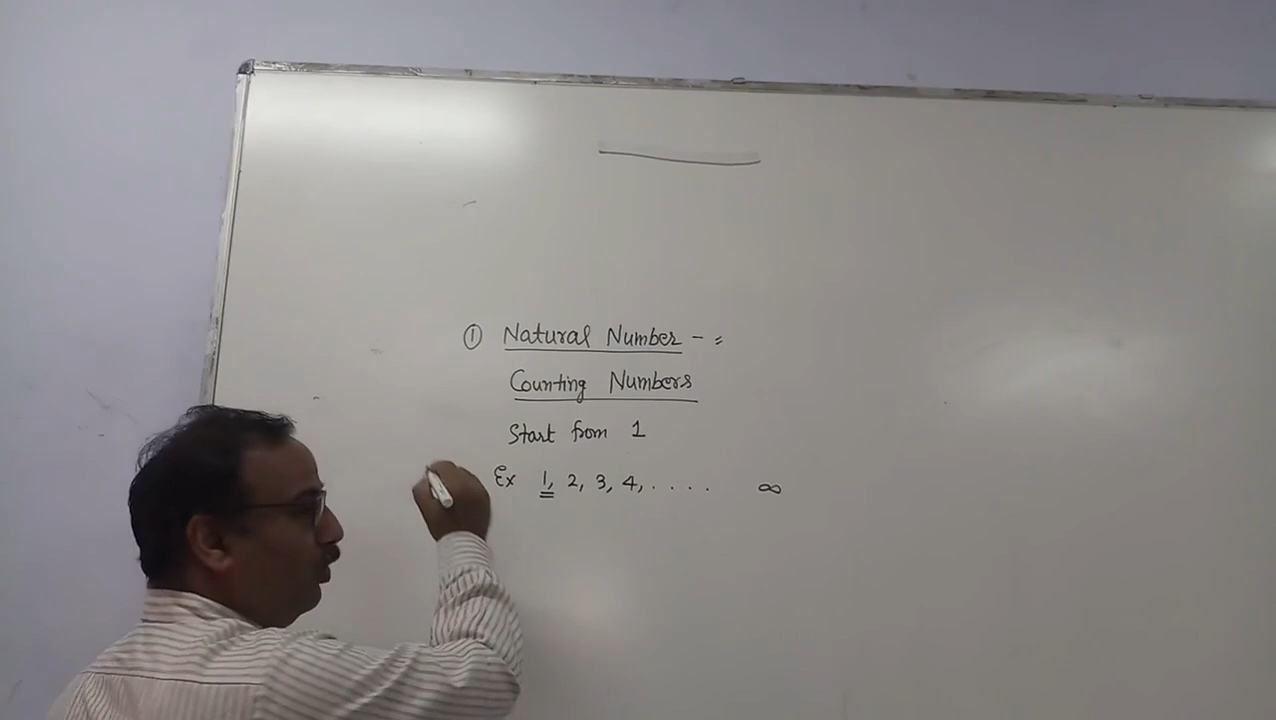 ① Natural Number - =
Counting Numbers
Start from 1
Ex 1, 2, 3, 4, . . . . ∞